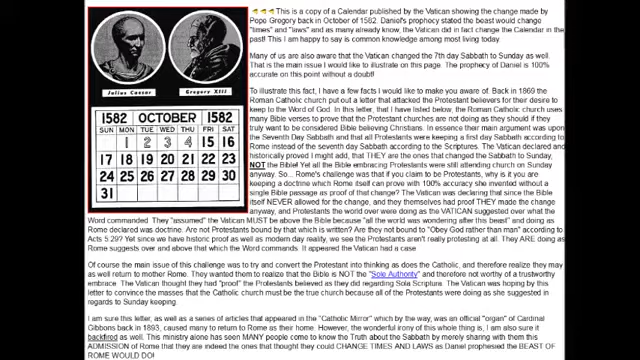 This is a copy of a Calendar published by the Vatican showing the change made by
Pope Gregory back in October of 1582. Daniel's prophecy stated the beast would change
"times" and "laws" and as many already know, the Vatican did in fact change the Calendar in the
past! This I am happy to say is common knowledge among most living today.
Many of us are also aware that the Vatican changed the 7th day Sabbath to Sunday as well.
That is the main issue I would like to illustrate on this page. The prophecy of Daniel is 100%
accurate on this point without a doubt!
To illustrate this fact, I have a few facts I would like to make you aware of. Back in 1869 the
Roman Catholic church put out a letter that attacked the Protestant believers for their desire to
keep to the Word of God. In this letter, that I have listed below, the Roman Catholic church uses
many Bible verses to prove that the Protestant churches are not doing as they should if they
truly want to be considered Bible believing Christians. In essence their main argument was upon
the Seventh Day Sabbath and that all Protestants were keeping a first day Sabbath according to
Rome instead of the seventh day Sabbath according to the Scriptures. The Vatican declared and
historically proved I might add, that THEY are the ones that changed the Sabbath to Sunday,
NOT the Bible! Yet all the Bible embracing Protestants were still attending church on Sunday
anyway. So... Rome's challenge was that if you claim to be Protestants, why is it you are
keeping a doctrine which Rome itself can prove with 100% accuracy she invented without a
single Bible passage as proof of that change? The Vatican was declaring that since the Bible
itself NEVER allowed for the change, and they themselves had proof THEY made the change
anyway, and Protestants the world over were doing as the VATICAN suggested over what the
Word commanded. They "assumed" the Vatican MUST be above the Bible because "all the world was wondering after this beast" and doing as
Rome declared was doctrine. Are not Protestants bound by that which is written? Are they not bound to "Obey God rather than man" according to
Acts 5:29? Yet since we have historic proof as well as modern day reality, we see the Protestants aren't really protesting at all. They ARE doing as
Rome suggests over and above that which the Word commands. It appeared the Vatican had a case
Of course the main issue of this challenge was to try and convert the Protestant into thinking as does the Catholic, and therefore realize they may
as well return to mother Rome. They wanted them to realize that the Bible is NOT the "Sole Authority" and therefore not worthy of a trustworthy
embrace. The Vatican thought they had "proof" the Protestants believed as they did regarding Sola Scriptura. The Vatican was hoping by this
letter to convince the masses that the Catholic church must be the true church because all of the Protestants were doing as she suggested in
regards to Sunday keeping.
I am sure this letter, as well as a series of articles that appeared in the "Catholic Mirror" which by the way, was an official "organ" of Cardinal
Gibbons back in 1893, caused many to return to Rome as their home. However, the wonderful irony of this whole thing is, I am also sure it
backfired as well. This ministry alone has seen MANY people come to know the Truth about the Sabbath by merely sharing with them this
ADMISSION of Rome that they are indeed the ones that thought they could CHANGE TIMES AND LAWS as Daniel prophesied the BEAST OF
ROME WOULD DO!
Julius Caesar Gregory XIII
1582 OCTOBER 1582
SUN MON TUE WED THU FRI SAT
1 2 3 4 15 16
17 18 19 20 21 22 23
24 25 26 27 28 29 30
31